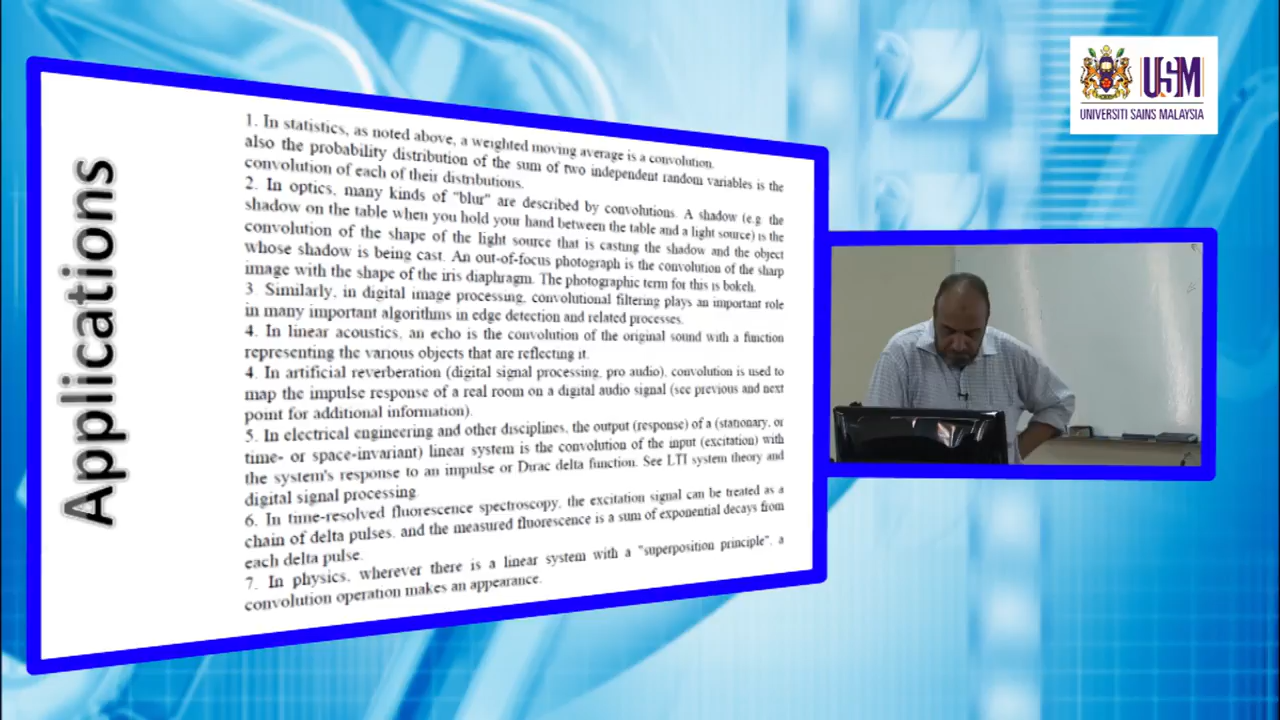 Applications
1. In statistics, as noted above, a weighted moving average is a convolution.
also the probability distribution of the sum of two independent random variables is the
convolution of each of their distributions.
2. In optics, many kinds of "blur" are described by convolutions. A shadow (e.g. the
shadow on the table when you hold your hand between the table and a light source) is the
convolution of the shape of the light source that is casting the shadow and the object
whose shadow is being cast. An out-of-focus photograph is the convolution of the sharp
image with the shape of the iris diaphragm. The photographic term for this is bokeh.
3 Similarly, in digital image processing, convolutional filtering plays an important role
in many important algorithms in edge detection and related processes.
4. In linear acoustics, an echo is the convolution of the original sound with a function
representing the various objects that are reflecting it.
4. In artificial reverberation (digital signal processing, pro audio), convolution is used to
map the impulse response of a real room on a digital audio signal (see previous and next
point for additional information).
5. In electrical engineering and other disciplines, the output (response) of a (stationary, or
time- or space-invariant) linear system is the convolution of the input (excitation) with
the system's response to an impulse or Dirac delta function. See LTI system theory and
digital signal processing.
6. In time-resolved fluorescence spectroscopy, the excitation signal can be treated as a
chain of delta pulses, and the measured fluorescence is a sum of exponential decays from
each delta pulse.
7. In physics, wherever there is a linear system with a "superposition principle", a
convolution operation makes an appearance.
USM
UNIVERSITI SAINS MALAYSIA